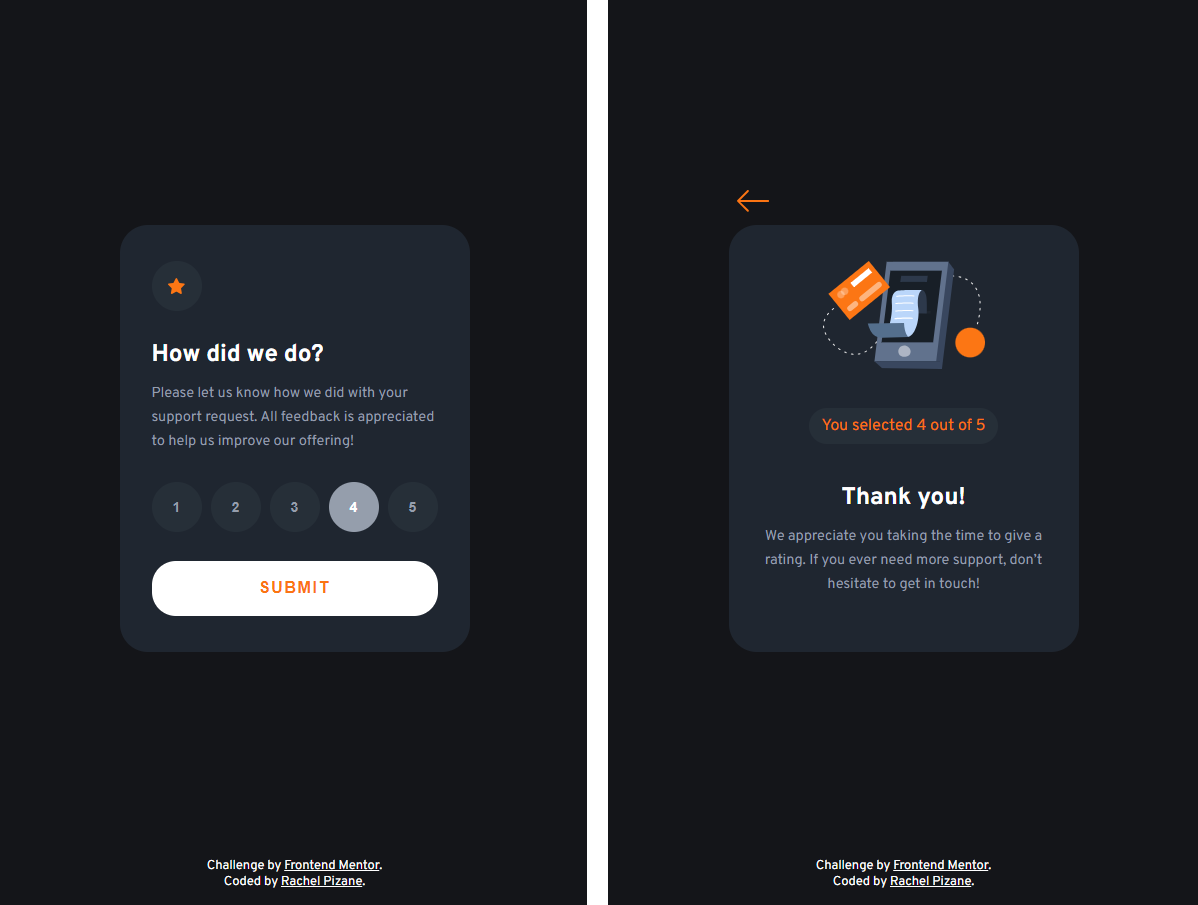 How did we do?
Please let us know how we did with your
support request. All feedback is appreciated
to help us improve our offering!
1 2 3 4 5
SUBMIT
Challenge by Frontend Mentor.
Coded by Rachel Pizane.
You selected 4 out of 5
Thank you!
We appreciate you taking the time to give a
rating. If you ever need more support, don't
hesitate to get in touch!
Challenge by Frontend Mentor.
Coded by Rachel Pizane.